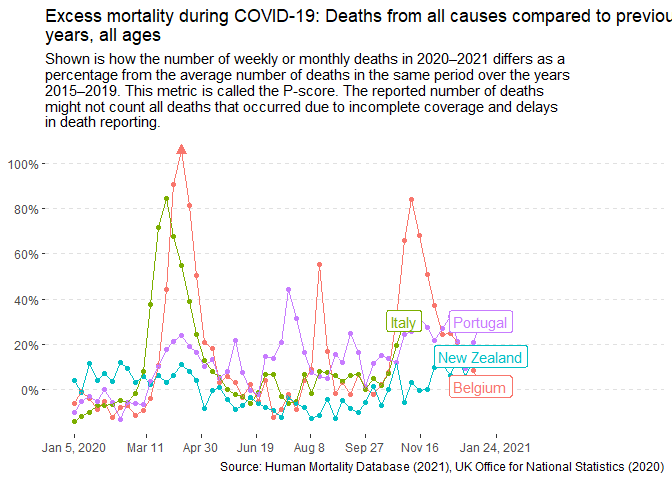 Excess mortality during COVID-19: Deaths from all causes compared to previou
years, all ages
Shown is how the number of weekly or monthly deaths in 2020–2021 differs as a
percentage from the average number of deaths in the same period over the years
2015–2019. This metric is called the P-score. The reported number of deaths
might not count all deaths that occurred due to incomplete coverage and delays
in death reporting.
100%
80%
60%
40%
20%
0%
Italy
Portugal
New Zealand
Belgium
Jan 5, 2020
Mar 11
Apr 30
Jun 19
Aug 8
Sep 27
Nov 16
Jan 24, 2021
Source: Human Mortality Database (2021), UK Office for National Statistics (2020)